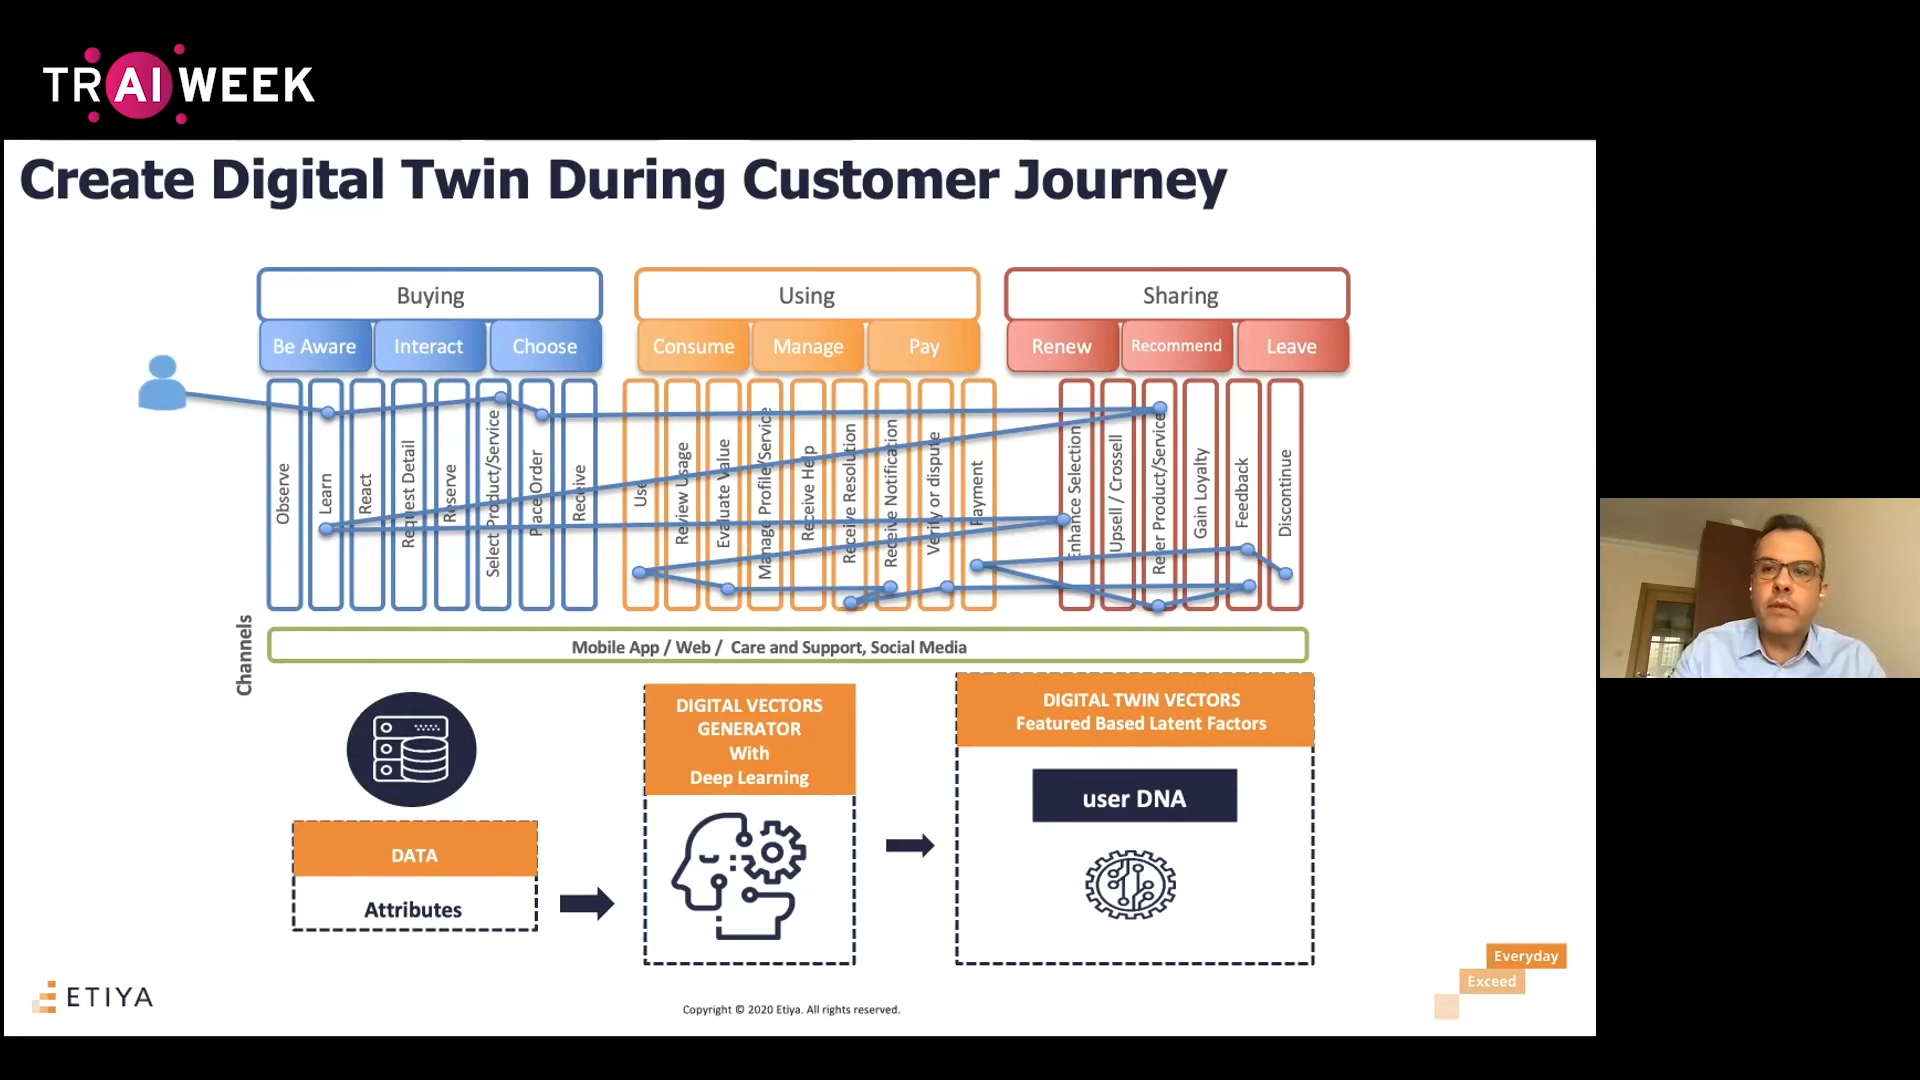 TRAI WEEK
Create Digital Twin During Customer Journey
Buying
Using
Sharing
Be Aware
Interact
Choose
Consume
Manage
Pay
Renew
Recommend
Leave
Observe
Learn
React
Request Detail
Reserve
Select Product/Service
Place Order
Receive
Use
Review Usage
Evaluate Value
Manage Profile/Service
Receive Help
Receive Resolution
Receive Notification
Verify or dispute
Payment
Enhance Selection
Upsell / Crossell
Refer Product/Service
Gain Loyalty
Feedback
Discontinue
Channels
Mobile App / Web / Care and Support, Social Media
DATA
Attributes
DIGITAL VECTORS
GENERATOR
With
Deep Learning
DIGITAL TWIN VECTORS
Featured Based Latent Factors
user DNA
ETIYA
Copyright © 2020 Etiya. All rights reserved.
Everyday
Exceed